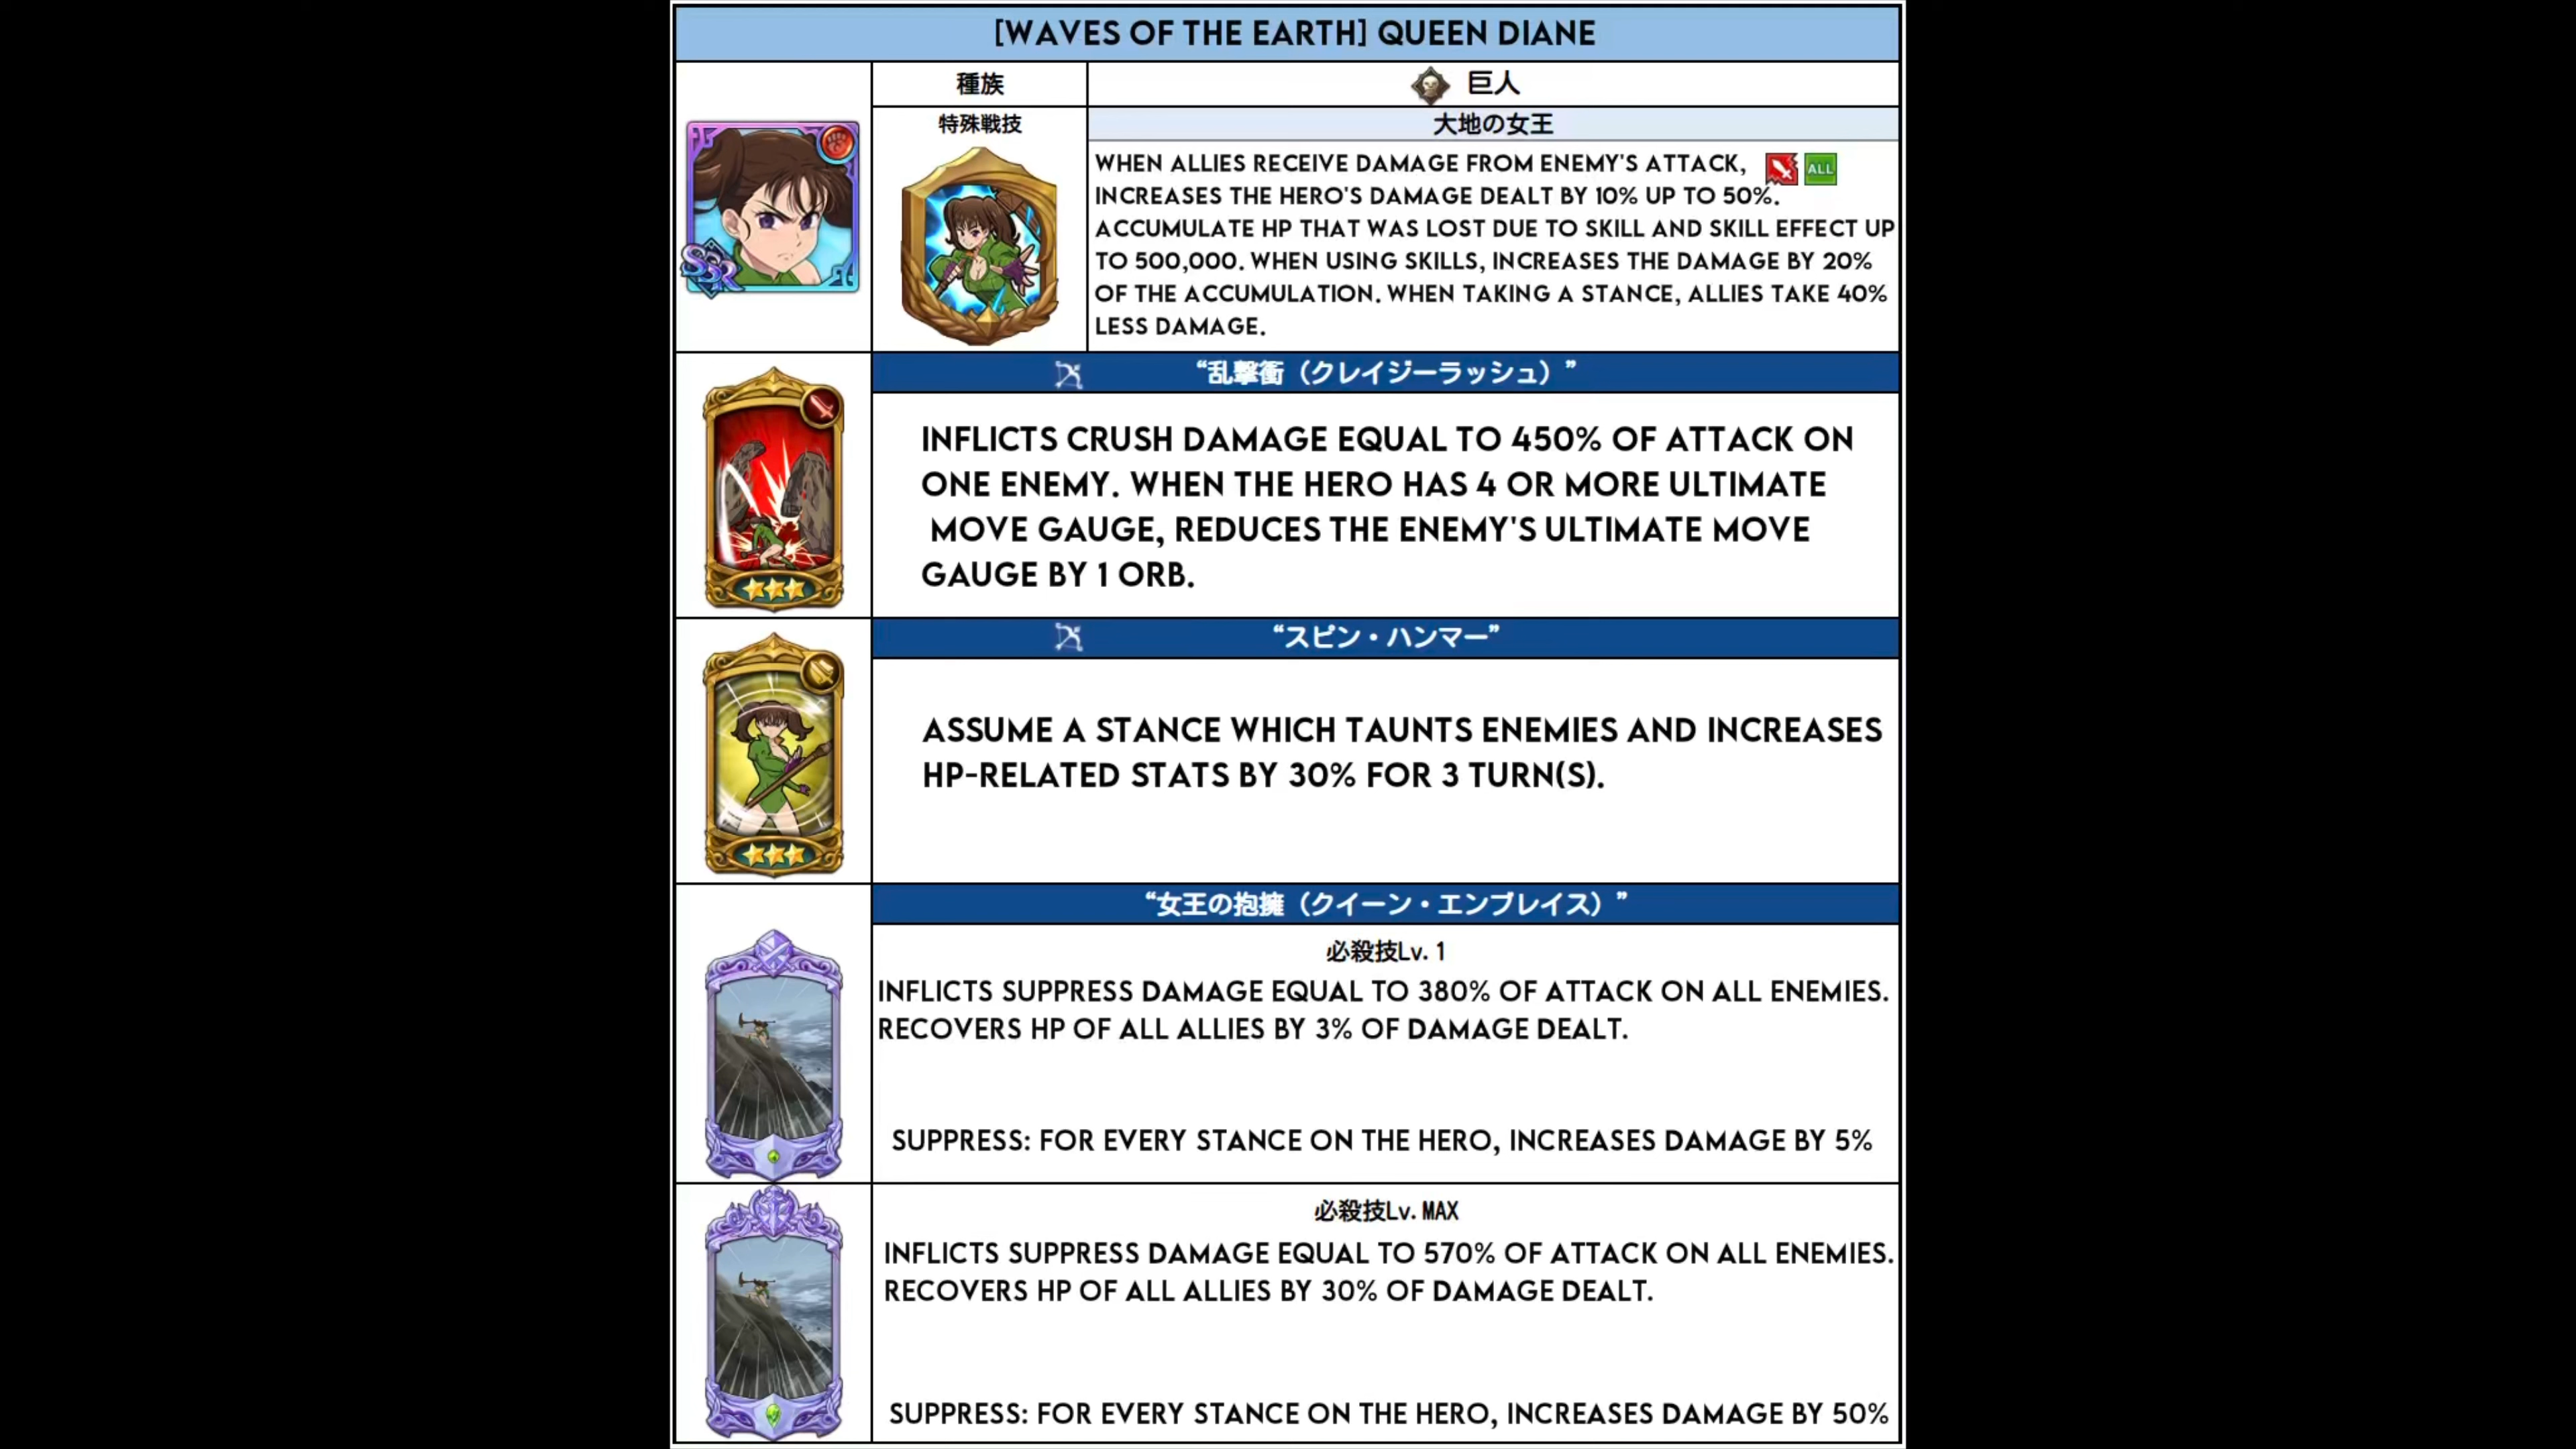 [WAVES OF THE EARTH] QUEEN DIANE
種族
巨人
特殊戦技
大地の女王
WHEN ALLIES RECEIVE DAMAGE FROM ENEMY'S ATTACK,
ALL
INCREASES THE HERO'S DAMAGE DEALT BY 10% UP TO 50%.
ACCUMULATE HP THAT WAS LOST DUE TO SKILL AND SKILL EFFECT UP
TO 500,000. WHEN USING SKILLS, INCREASES THE DAMAGE BY 20%
OF THE ACCUMULATION. WHEN TAKING A STANCE, ALLIES TAKE 40%
LESS DAMAGE.
SSR
“乱撃衝（クレイジーラッシュ）”
INFLICTS CRUSH DAMAGE EQUAL TO 450% OF ATTACK ON
ONE ENEMY. WHEN THE HERO HAS 4 OR MORE ULTIMATE
MOVE GAUGE, REDUCES THE ENEMY'S ULTIMATE MOVE
GAUGE BY 1 ORB.
“スピン・ハンマー”
ASSUME A STANCE WHICH TAUNTS ENEMIES AND INCREASES
HP-RELATED STATS BY 30% FOR 3 TURN(S).
“女王の抱擁（クイーン・エンブレイス）”
必殺技Lv. 1
INFLICTS SUPPRESS DAMAGE EQUAL TO 380% OF ATTACK ON ALL ENEMIES.
RECOVERS HP OF ALL ALLIES BY 3% OF DAMAGE DEALT.
SUPPRESS: FOR EVERY STANCE ON THE HERO, INCREASES DAMAGE BY 5%
必殺技Lv. MAX
INFLICTS SUPPRESS DAMAGE EQUAL TO 570% OF ATTACK ON ALL ENEMIES.
RECOVERS HP OF ALL ALLIES BY 30% OF DAMAGE DEALT.
SUPPRESS: FOR EVERY STANCE ON THE HERO, INCREASES DAMAGE BY 50%